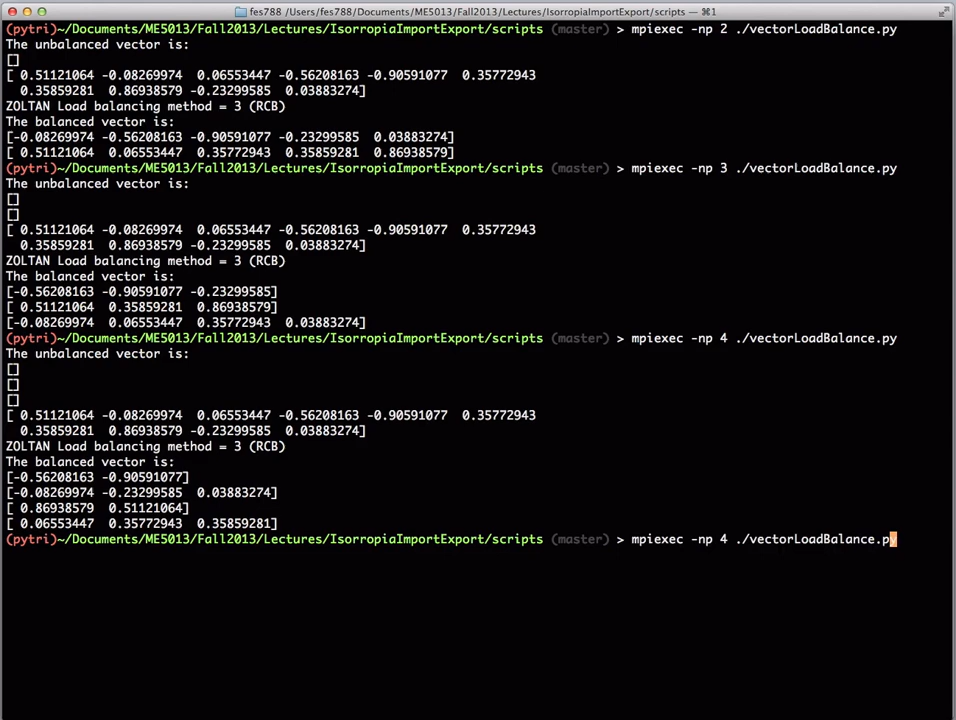 fes788 /Users/fes788/Documents/ME5013/Fall2013/Lectures/IsorropiaImportExport/scripts — ⌘1
(pytri)~/Documents/ME5013/Fall2013/Lectures/IsorropiaImportExport/scripts (master) > mpiexec -np 2 ./vectorLoadBalance.py
The unbalanced vector is:
[]
[ 0.51121064 -0.08269974  0.06553447 -0.56208163 -0.90591077  0.35772943
  0.35859281  0.86938579 -0.23299585  0.03883274]
ZOLTAN Load balancing method = 3 (RCB)
The balanced vector is:
[-0.08269974 -0.56208163 -0.90591077 -0.23299585  0.03883274]
[ 0.51121064  0.06553447  0.35772943  0.35859281  0.86938579]
(pytri)~/Documents/ME5013/Fall2013/Lectures/IsorropiaImportExport/scripts (master) > mpiexec -np 3 ./vectorLoadBalance.py
The unbalanced vector is:
[]
[]
[ 0.51121064 -0.08269974  0.06553447 -0.56208163 -0.90591077  0.35772943
  0.35859281  0.86938579 -0.23299585  0.03883274]
ZOLTAN Load balancing method = 3 (RCB)
The balanced vector is:
[-0.56208163 -0.90591077 -0.23299585]
[ 0.51121064  0.35859281  0.86938579]
[-0.08269974  0.06553447  0.35772943  0.03883274]
(pytri)~/Documents/ME5013/Fall2013/Lectures/IsorropiaImportExport/scripts (master) > mpiexec -np 4 ./vectorLoadBalance.py
The unbalanced vector is:
[]
[]
[]
[ 0.51121064 -0.08269974  0.06553447 -0.56208163 -0.90591077  0.35772943
  0.35859281  0.86938579 -0.23299585  0.03883274]
ZOLTAN Load balancing method = 3 (RCB)
The balanced vector is:
[-0.56208163 -0.90591077]
[-0.08269974 -0.23299585  0.03883274]
[ 0.86938579  0.51121064]
[ 0.06553447  0.35772943  0.35859281]
(pytri)~/Documents/ME5013/Fall2013/Lectures/IsorropiaImportExport/scripts (master) > mpiexec -np 4 ./vectorLoadBalance.py